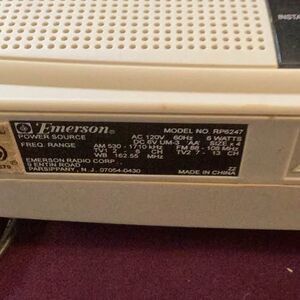 INSTA
Emerson®
MODEL NO. RP6247
POWER SOURCE AC 120V 60Hz 6 WATTS
DC 6V UM-3 'AA' SIZE x 4
FREQ. RANGE AM 530 - 1710 kHz FM 88 - 108 MHz
TV1 2 - 6 CH TV2 7 - 13 CH
WB 162.55 MHz
EMERSON RADIO CORP.
9 ENTIN ROAD
PARSIPPANY, N.J. 07054-0430
MADE IN CHINA